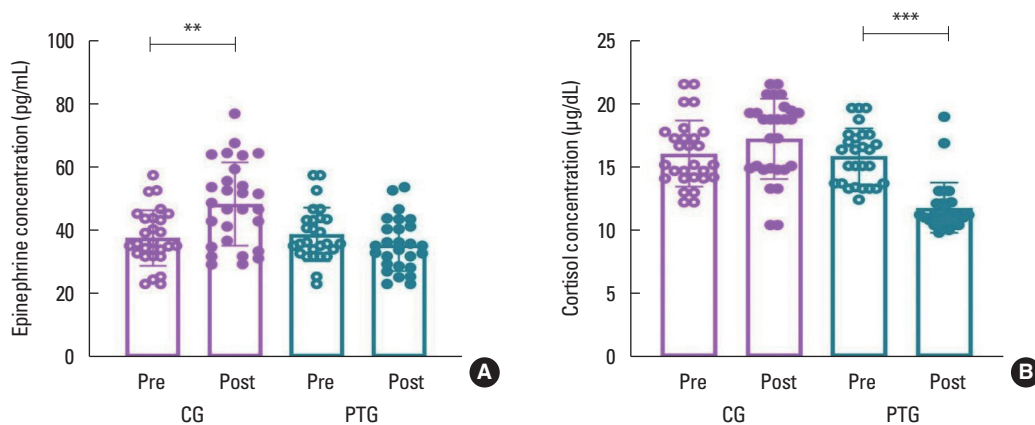 **
100
80
60
40
20
0
Epinephrine concentration (pg/mL)
Pre
Post
Pre
Post
CG
PTG
A
***
25
20
15
10
5
0
Cortisol concentration (µg/dL)
Pre
Post
Pre
Post
CG
PTG
B